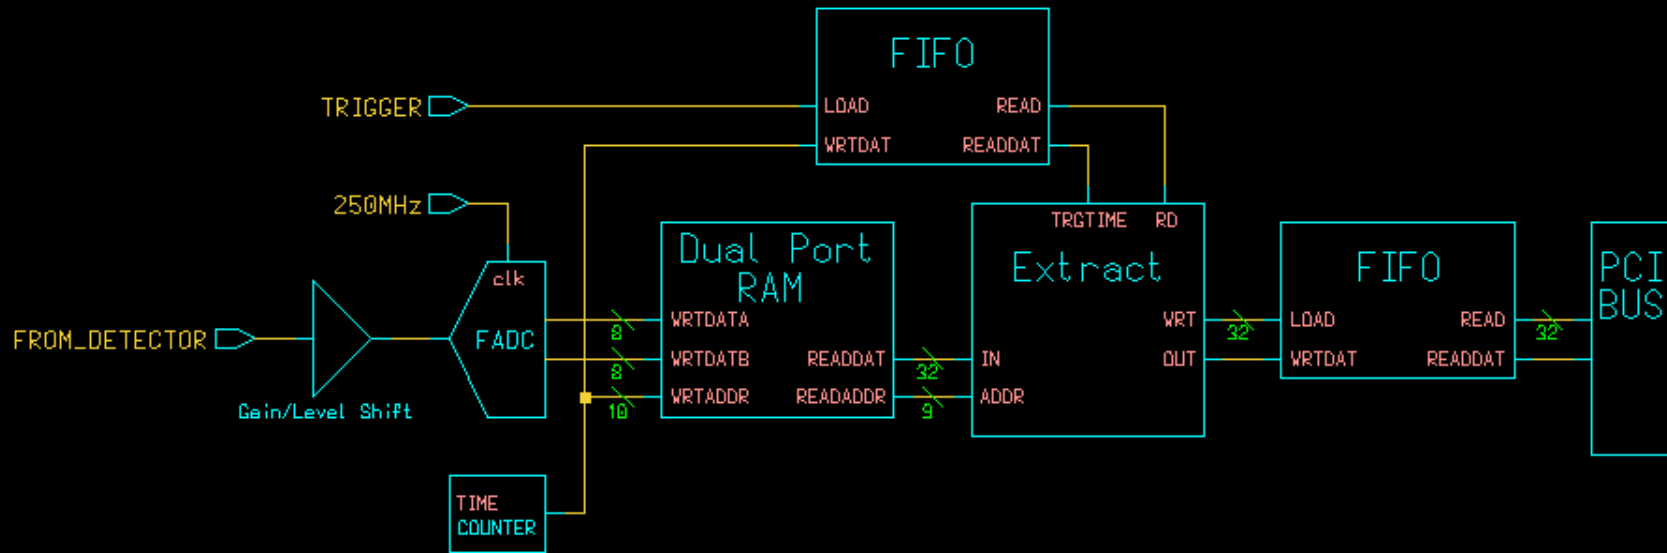 FIFO
TRIGGER
LOAD
READ
WRTDAT
READDAT
250MHz
TRGTIME
RD
Dual Port
RAM
Extract
FIFO
PCI
BUS
clk
FROM_DETECTOR
FADC
8
WRTDATA
WRT
32
LOAD
READ
32
8
WRTDATB
READDAT
32
IN
OUT
WRTDAT
READDAT
Gain/Level Shift
10
WRTADDR
READADDR
9
ADDR
TIME
COUNTER